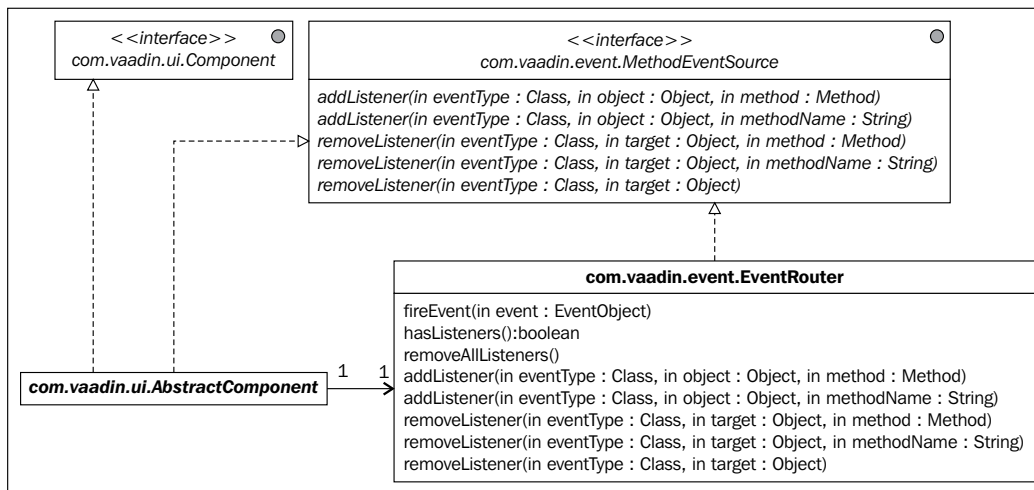 <<interface>>
com.vaadin.ui.Component
<<interface>>
com.vaadin.event.MethodEventSource
addListener(in eventType : Class, in object : Object, in method : Method)
addListener(in eventType : Class, in object : Object, in methodName : String)
removeListener(in eventType : Class, in target : Object, in method : Method)
removeListener(in eventType : Class, in target : Object, in methodName : String)
removeListener(in eventType : Class, in target : Object)
com.vaadin.event.EventRouter
fireEvent(in event : EventObject)
hasListeners():boolean
removeAllListeners()
addListener(in eventType : Class, in object : Object, in method : Method)
addListener(in eventType : Class, in object : Object, in methodName : String)
removeListener(in eventType : Class, in target : Object, in method : Method)
removeListener(in eventType : Class, in target : Object, in methodName : String)
removeListener(in eventType : Class, in target : Object)
com.vaadin.ui.AbstractComponent
1
1